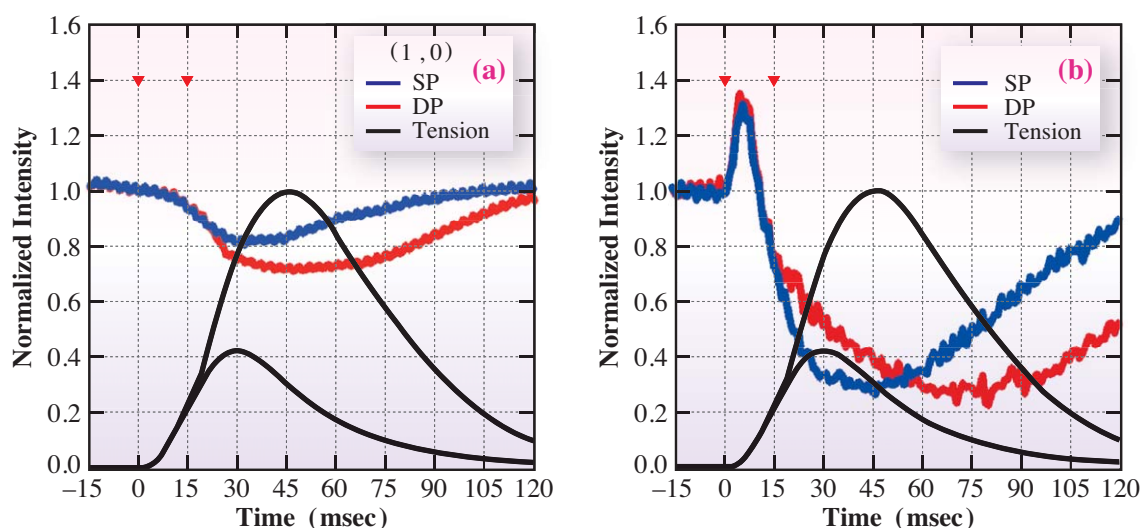 1.6
1.4
1.2
1.0
0.8
0.6
0.4
0.2
0.0
Normalized Intensity
(1,0)
(a)
SP
DP
Tension
–15 0 15 30 45 60 75 90 105 120
Time (msec)
1.6
1.4
1.2
1.0
0.8
0.6
0.4
0.2
0.0
Normalized Intensity
(b)
SP
DP
Tension
–15 0 15 30 45 60 75 90 105 120
Time (msec)